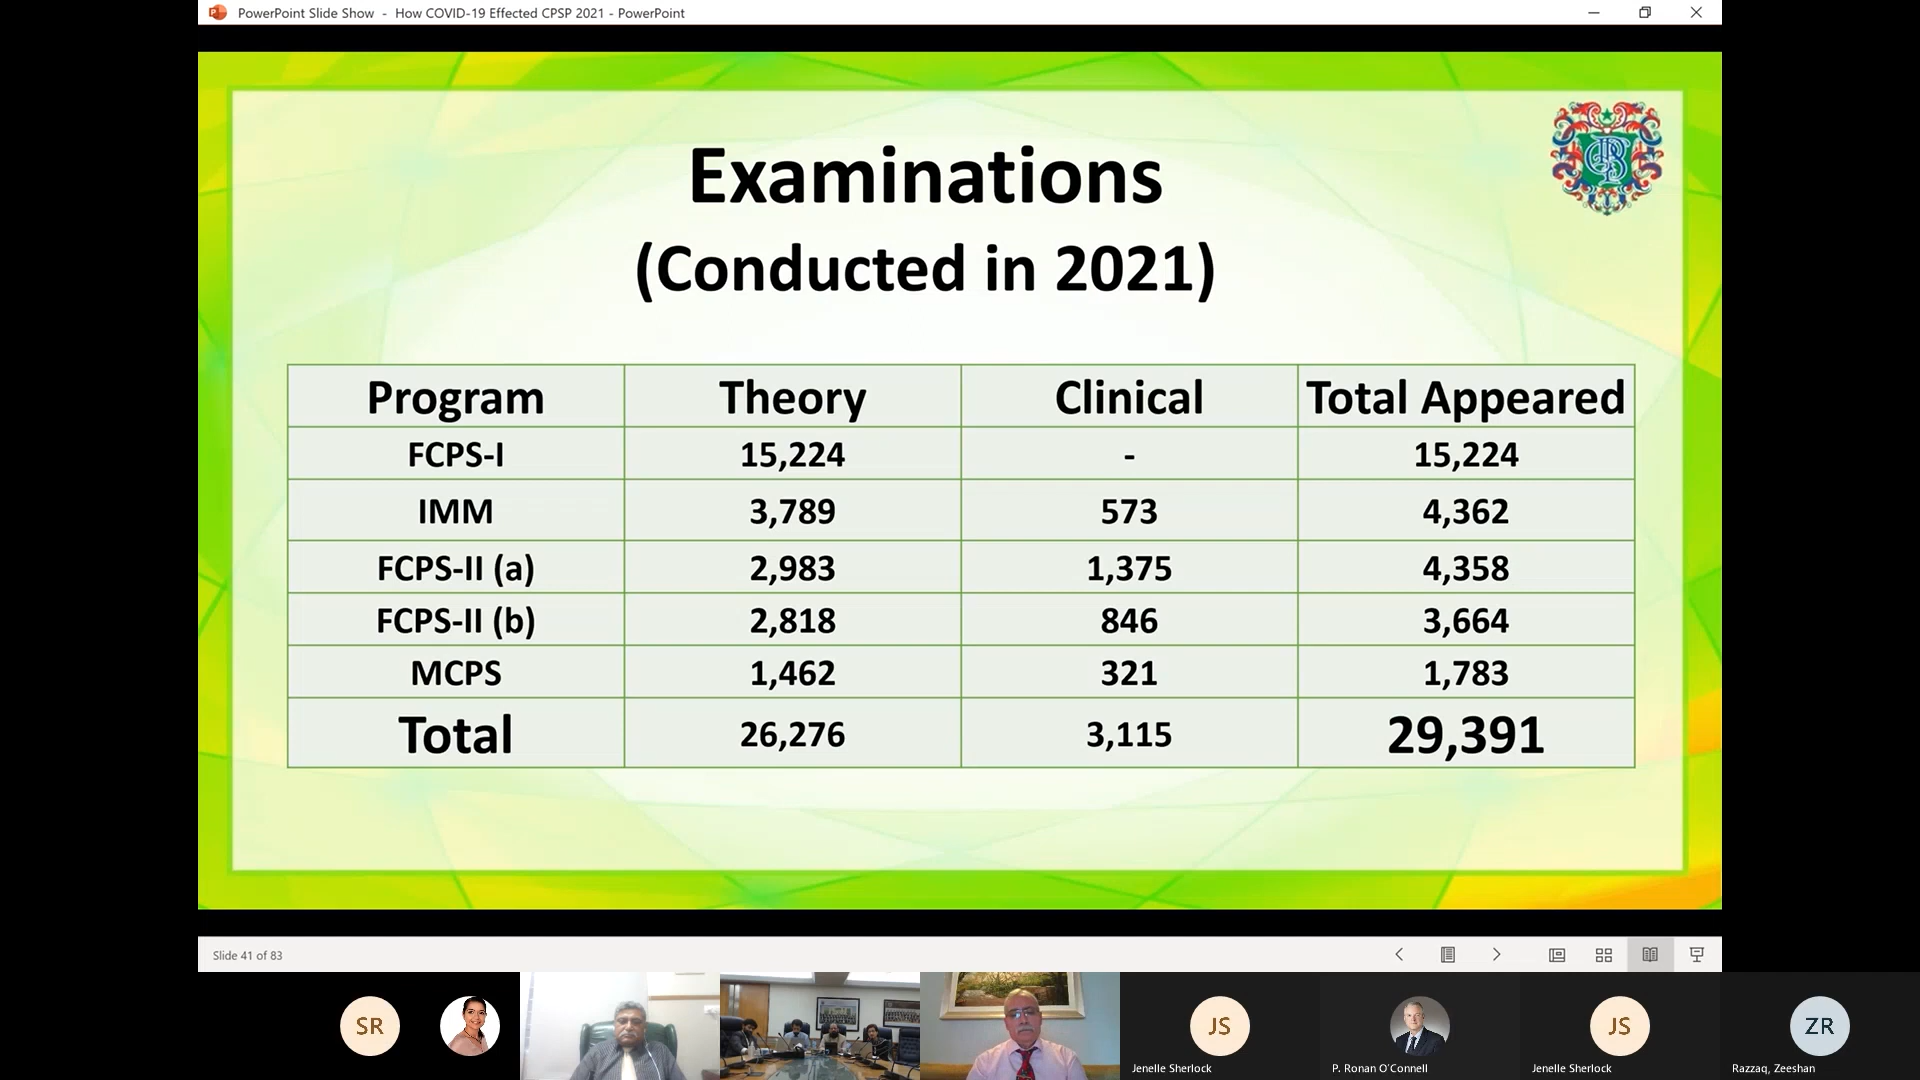 PowerPoint Slide Show - How COVID-19 Effected CPSP 2021 - PowerPoint
Examinations
(Conducted in 2021)
Program Theory Clinical Total Appeared
FCPS-I 15,224 - 15,224
IMM 3,789 573 4,362
FCPS-II (a) 2,983 1,375 4,358
FCPS-II (b) 2,818 846 3,664
MCPS 1,462 321 1,783
Total 26,276 3,115 29,391
Slide 41 of 83
SR JS JS ZR
Jenelle Sherlock P. Ronan O'Connell Jenelle Sherlock Razzaq, Zeeshan